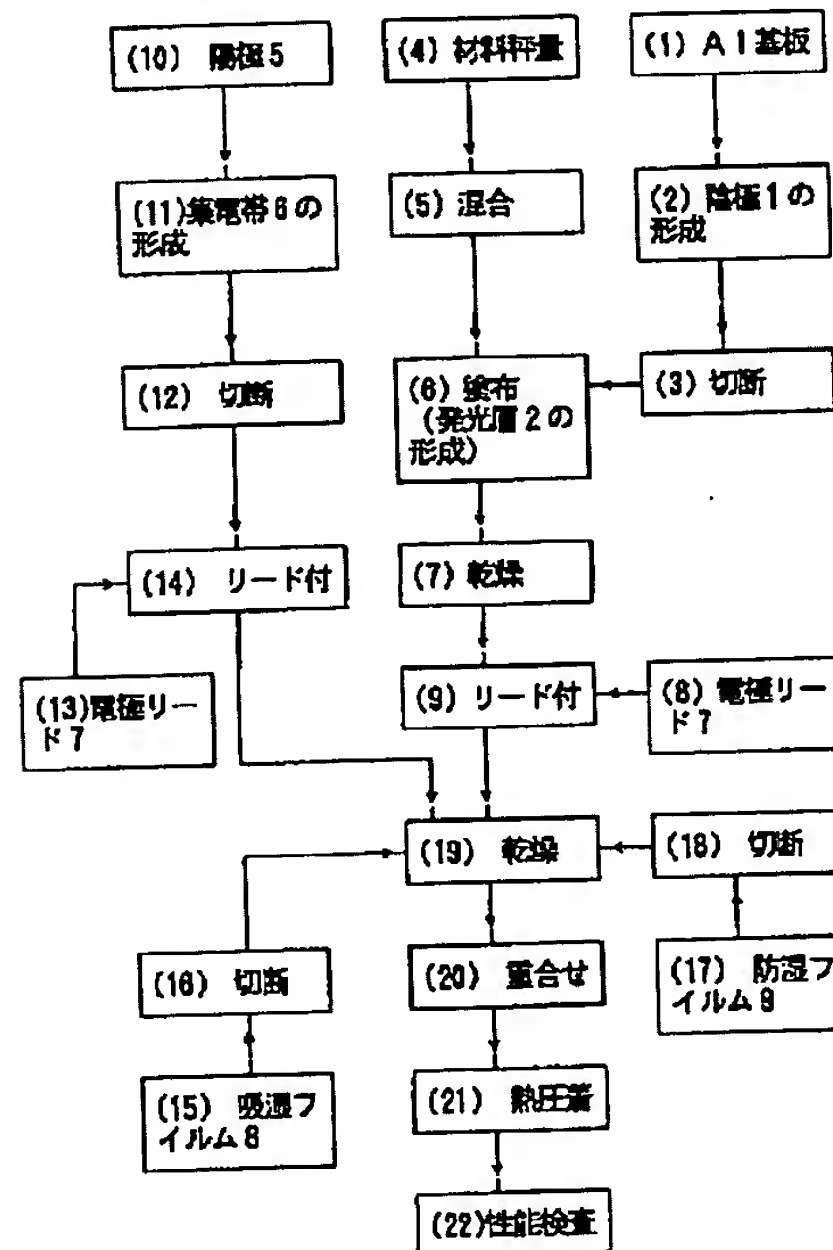 (10) 陽極5
(4) 材料秤量
(1) Al基板
(11)集電帯6の
形成
(5) 混合
(2) 陰極1の
形成
(12) 切断
(6) 塗布
(発光層2の
形成)
(3) 切断
(14) リード付
(7) 乾燥
(13)電極リー
ド7
(9) リード付
(8) 電極リー
ド7
(19) 乾燥
(18) 切断
(16) 切断
(20) 重合せ
(17) 防湿フ
イルム9
(15) 吸湿フ
イルム8
(21) 熱圧着
(22)性能検査